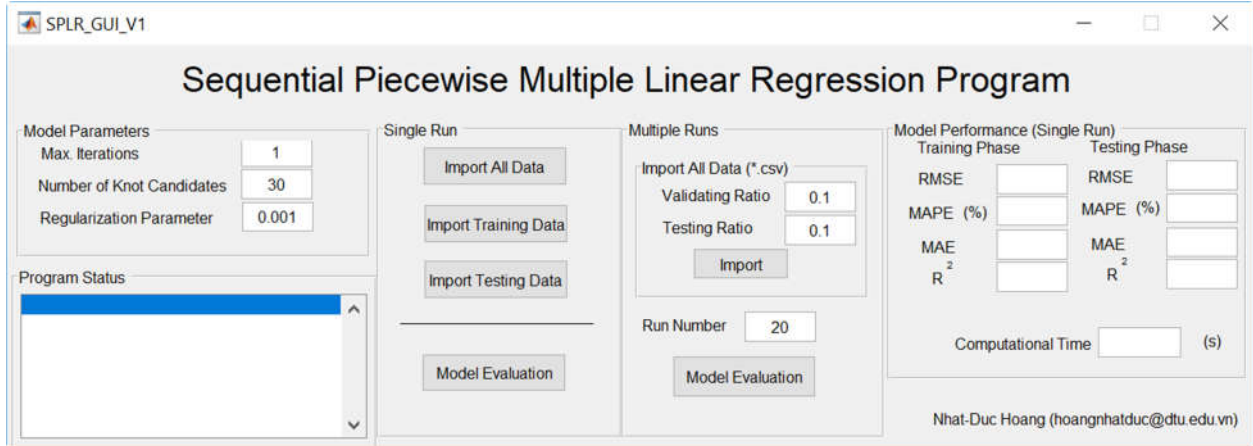 SPLR_GUI_V1
Sequential Piecewise Multiple Linear Regression Program
Model Parameters
Max. Iterations 1
Number of Knot Candidates 30
Regularization Parameter 0.001
Program Status
Single Run
Import All Data
Import Training Data
Import Testing Data
Model Evaluation
Multiple Runs
Import All Data (*.csv)
Validating Ratio 0.1
Testing Ratio 0.1
Import
Run Number 20
Model Evaluation
Model Performance (Single Run)
Training Phase Testing Phase
RMSE RMSE
MAPE (%) MAPE (%)
MAE MAE
R² R²
Computational Time (s)
Nhat-Duc Hoang (hoangnhatduc@dtu.edu.vn)